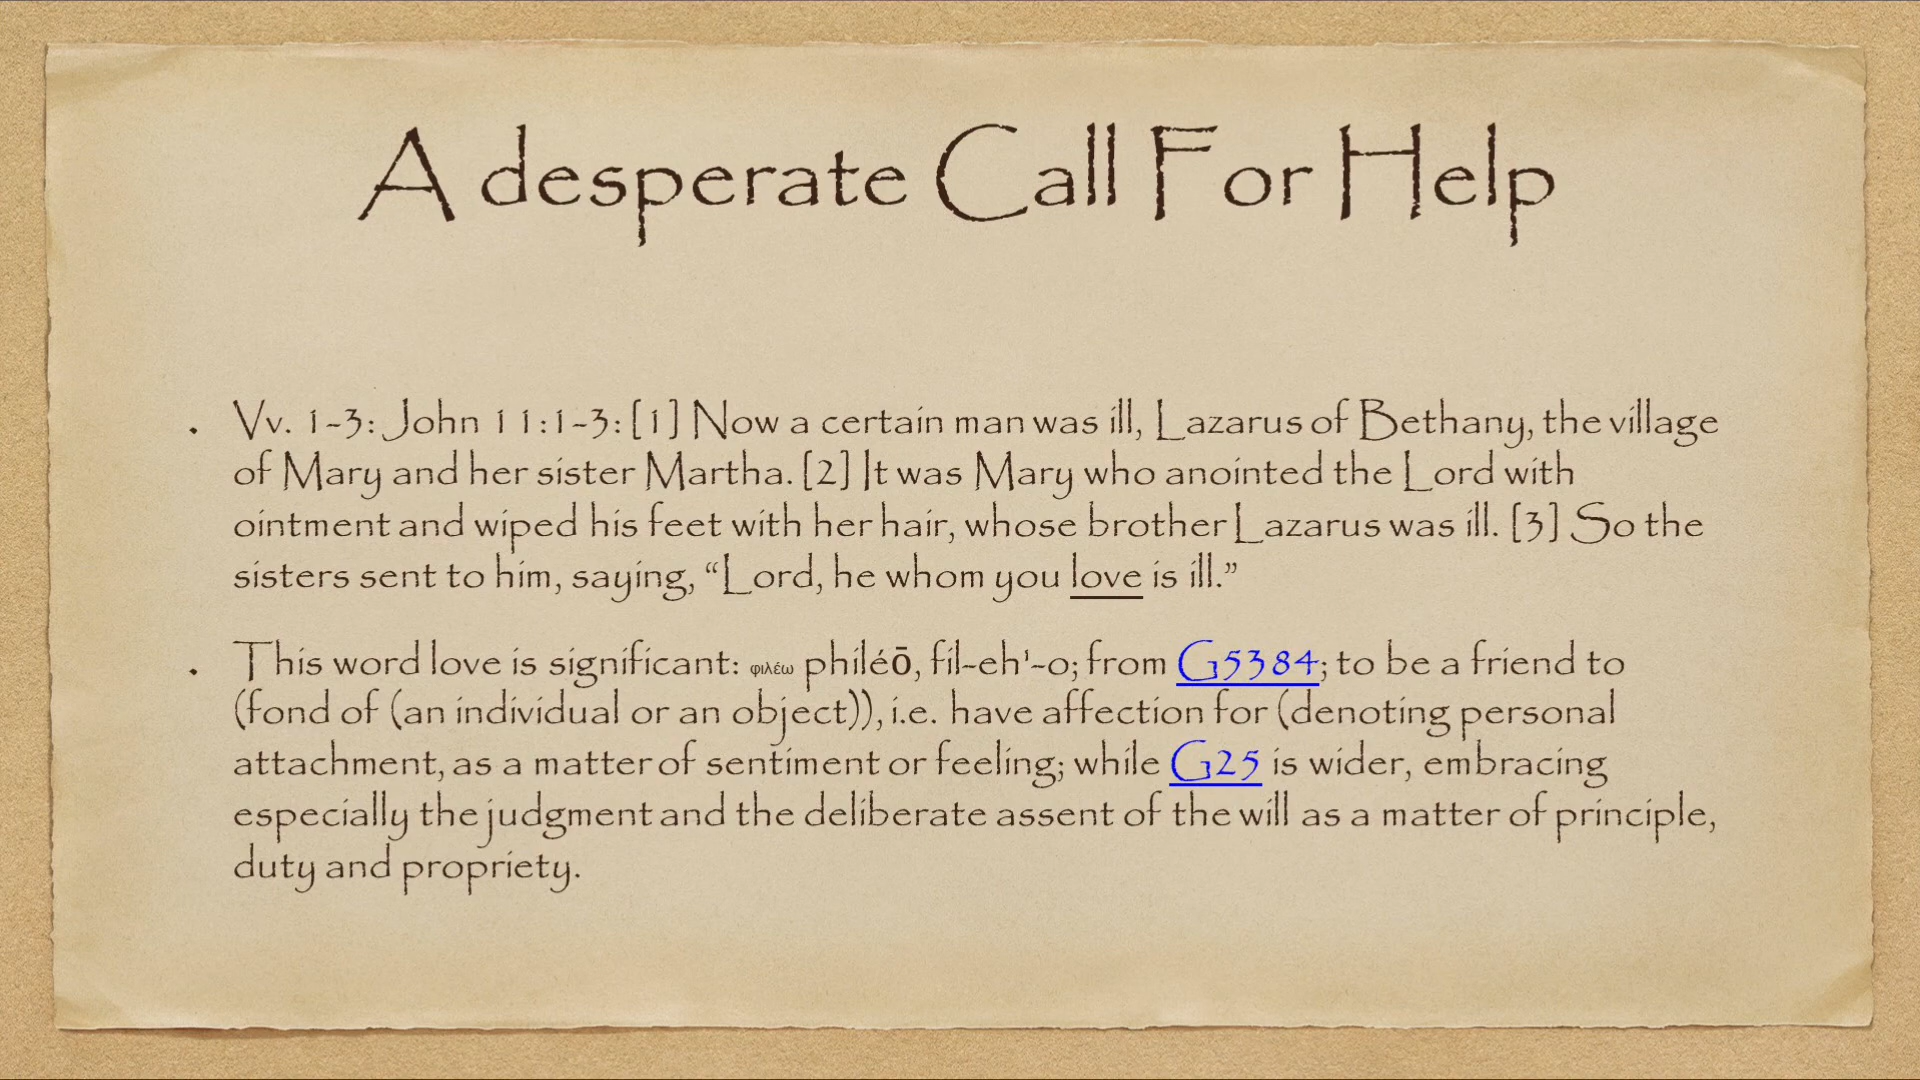 A desperate Call For Help
• Vv. 1-3: John 11:1-3: [1] Now a certain man was ill, Lazarus of Bethany, the village
of Mary and her sister Martha. [2] It was Mary who anointed the Lord with
ointment and wiped his feet with her hair, whose brother Lazarus was ill. [3] So the
sisters sent to him, saying, “Lord, he whom you love is ill.”
• This word love is significant: φιλέω philéō, fil-eh'-o; from G5384; to be a friend to
(fond of (an individual or an object)), i.e. have affection for (denoting personal
attachment, as a matter of sentiment or feeling; while G25 is wider, embracing
especially the judgment and the deliberate assent of the will as a matter of principle,
duty and propriety.